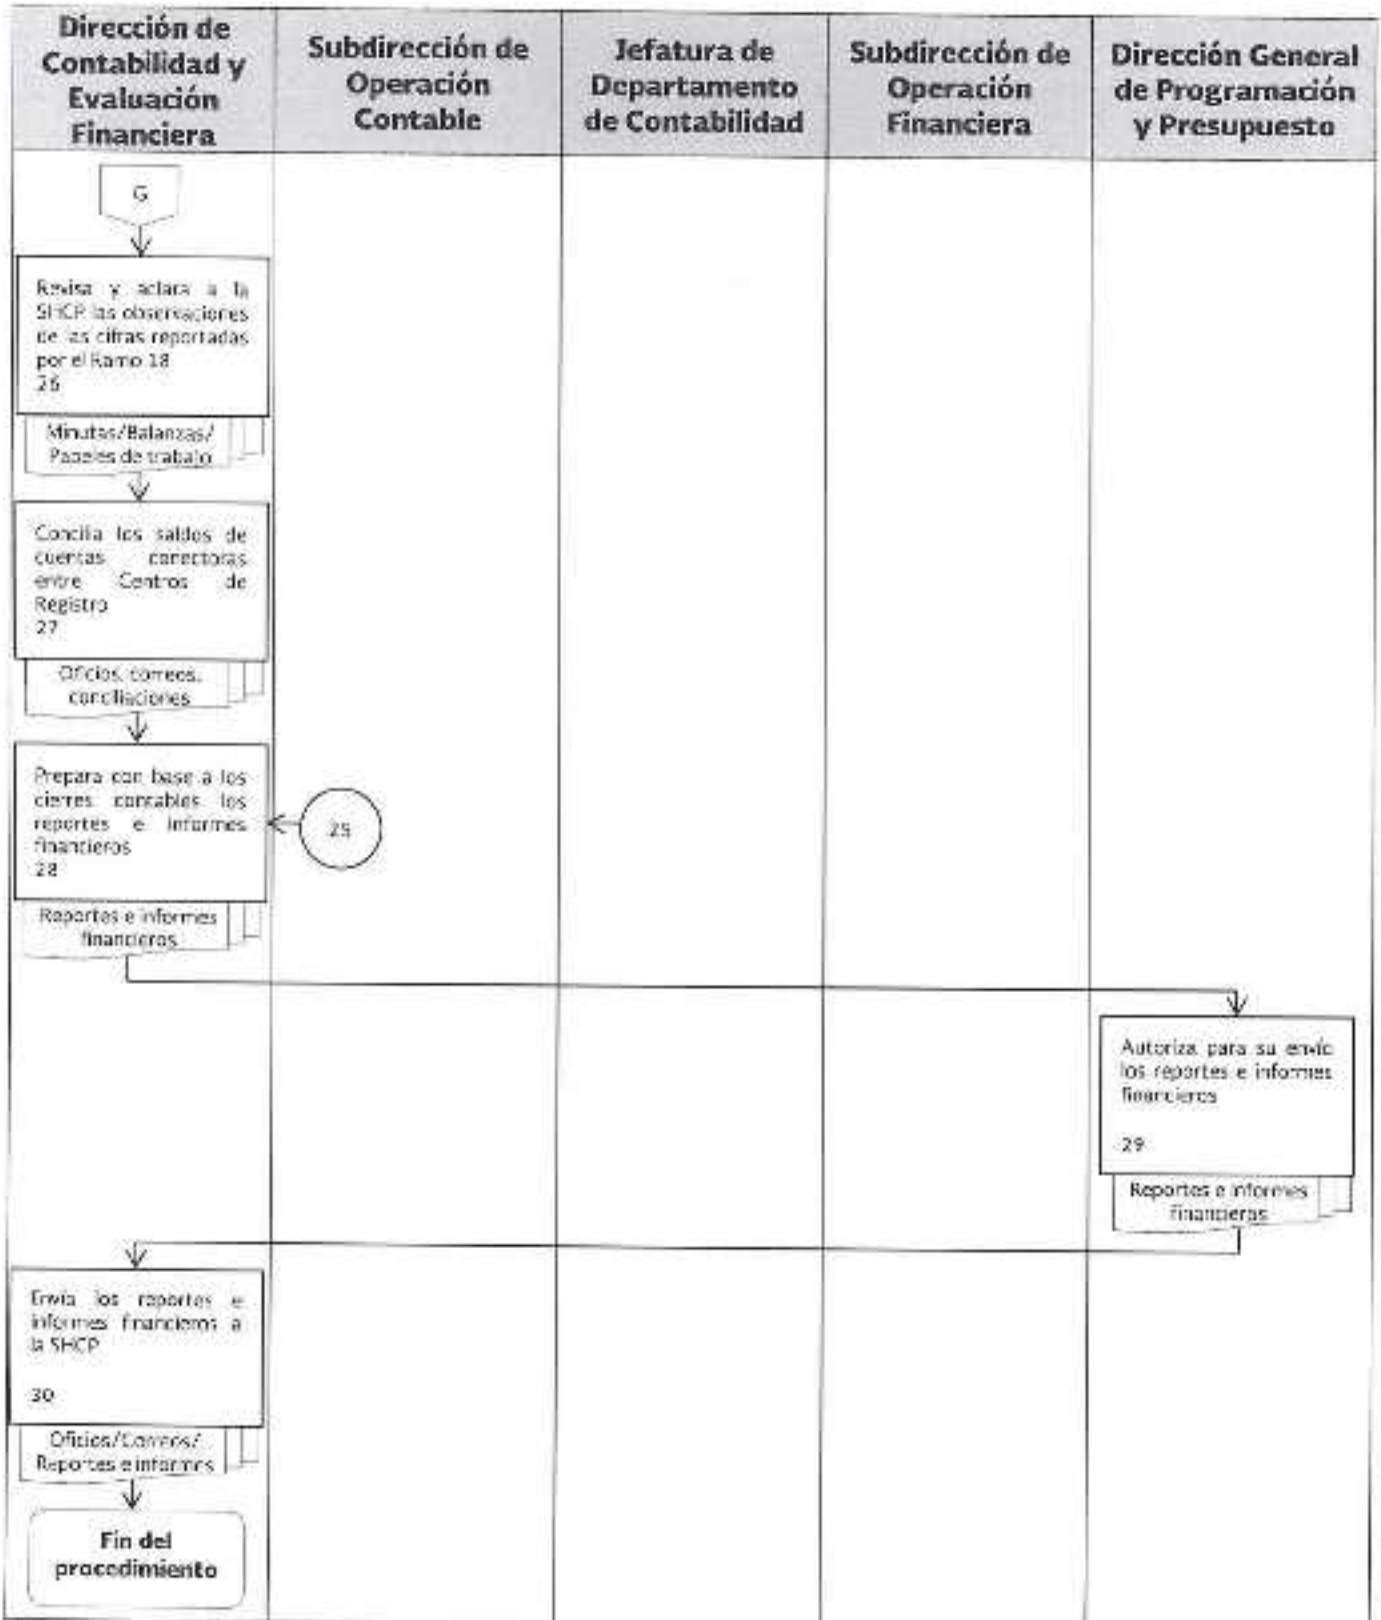 Dirección de
Contabilidad y
Evaluación
Financiera
Subdirección de
Operación
Contable
Jefatura de
Departamento
de Contabilidad
Subdirección de
Operación
Financiera
Dirección General
de Programación
y Presupuesto
G
Revisa y aclara a la
SHCP las observaciones
de las cifras reportadas
por el Ramo 18
26
Minutas/Balanzas/
Papeles de trabajo
Concilia los saldos de
cuentas conectoras
entre Centros de
Registro
27
Oficios, correos,
conciliaciones
Prepara con base a los
cierres contables los
reportes e informes
financieros
28
25
Reportes e informes
financieros
Autoriza para su envío
los reportes e informes
financieros
29
Reportes e informes
financieros
Envía los reportes e
informes financieros a
la SHCP
30
Oficios/Correos/
Reportes e informes
Fin del
procedimiento